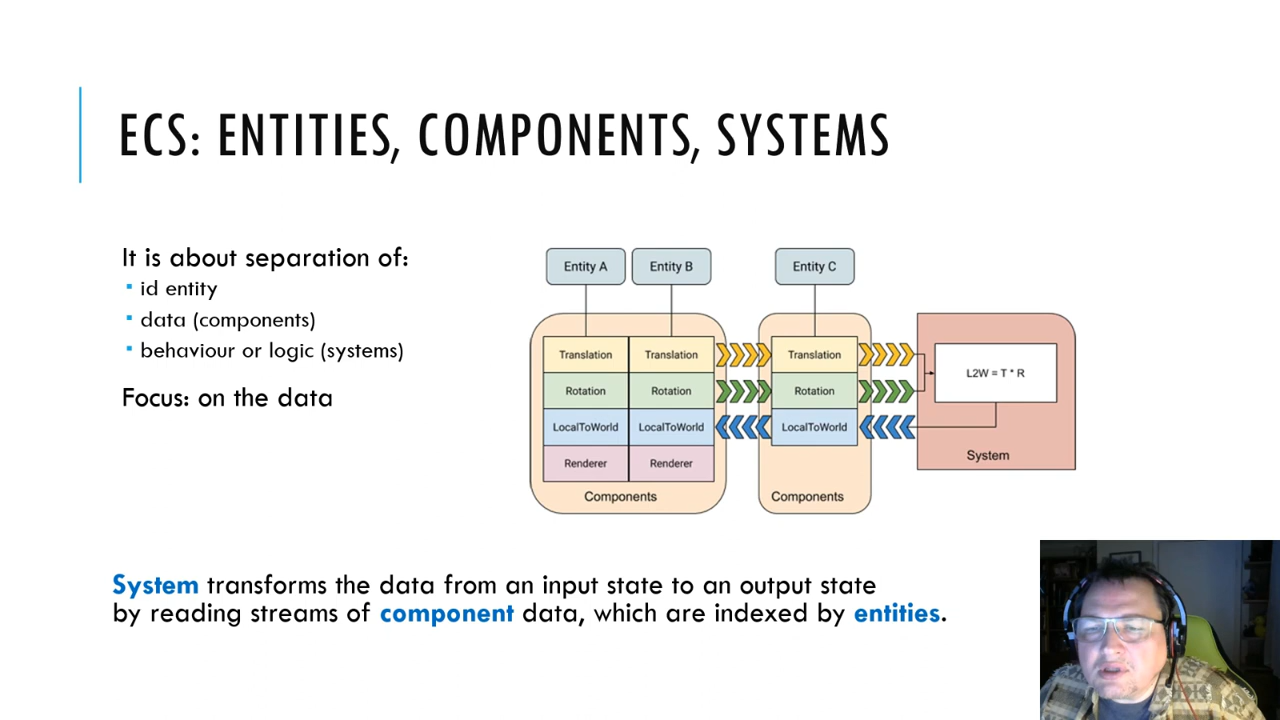 ECS: ENTITIES, COMPONENTS, SYSTEMS
It is about separation of:
id entity
data (components)
behaviour or logic (systems)
Focus: on the data
Entity A
Entity B
Entity C
Translation
Translation
Translation
Rotation
Rotation
Rotation
L2W = T * R
LocalToWorld
LocalToWorld
LocalToWorld
Renderer
Renderer
System
Components
Components
System transforms the data from an input state to an output state
by reading streams of component data, which are indexed by entities.